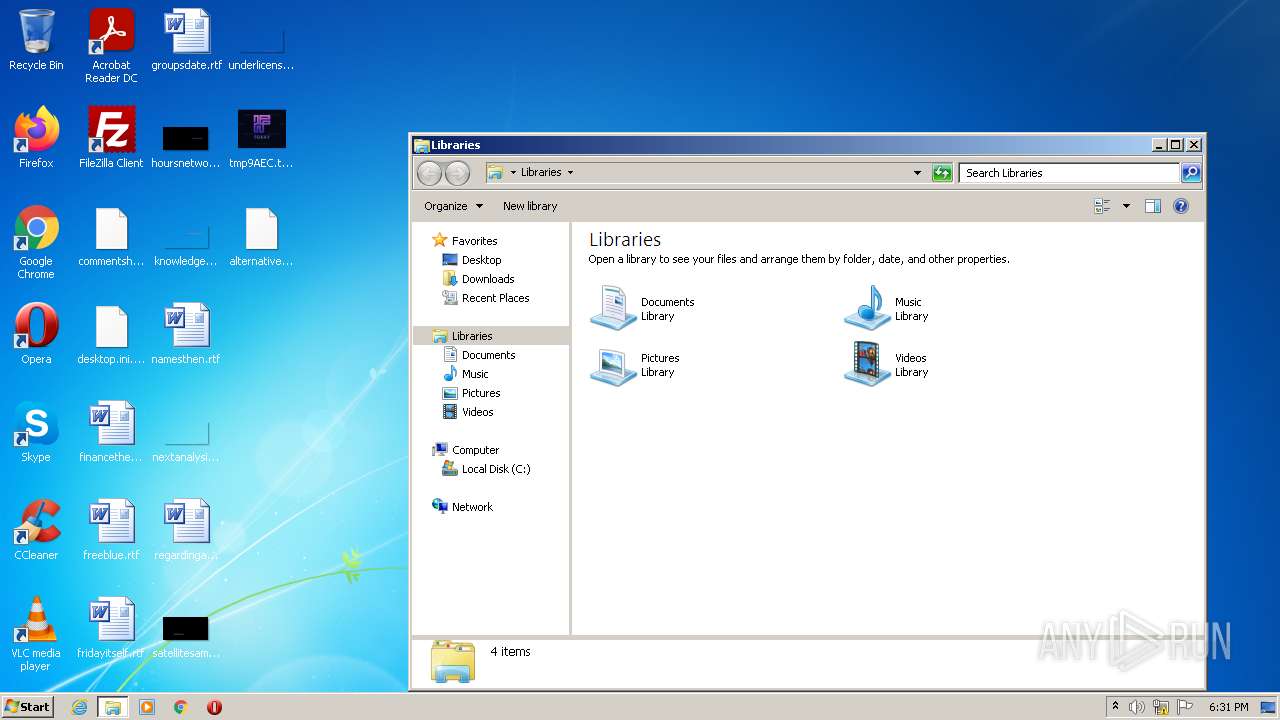 Recycle Bin
Acrobat
Reader DC
groupsdate.rtf
underlicens...
Firefox
FileZilla Client
hoursnetwo...
tmp9AEC.t...
Google
Chrome
commentsh...
knowledge...
alternative...
Opera
desktop.ini....
namesthen.rtf
Skype
financethe...
nextanalysi...
CCleaner
freeblue.rtf
regardinga...
VLC media
player
fridayitself.rtf
satellitesam...
Libraries
Libraries
Search Libraries
Organize
New library
Favorites
Desktop
Downloads
Recent Places
Libraries
Documents
Music
Pictures
Videos
Computer
Local Disk (C:)
Network
Libraries
Open a library to see your files and arrange them by folder, date, and other properties.
Documents
Library
Music
Library
Pictures
Library
Videos
Library
4 items
ANY RUN
Start
6:31 PM